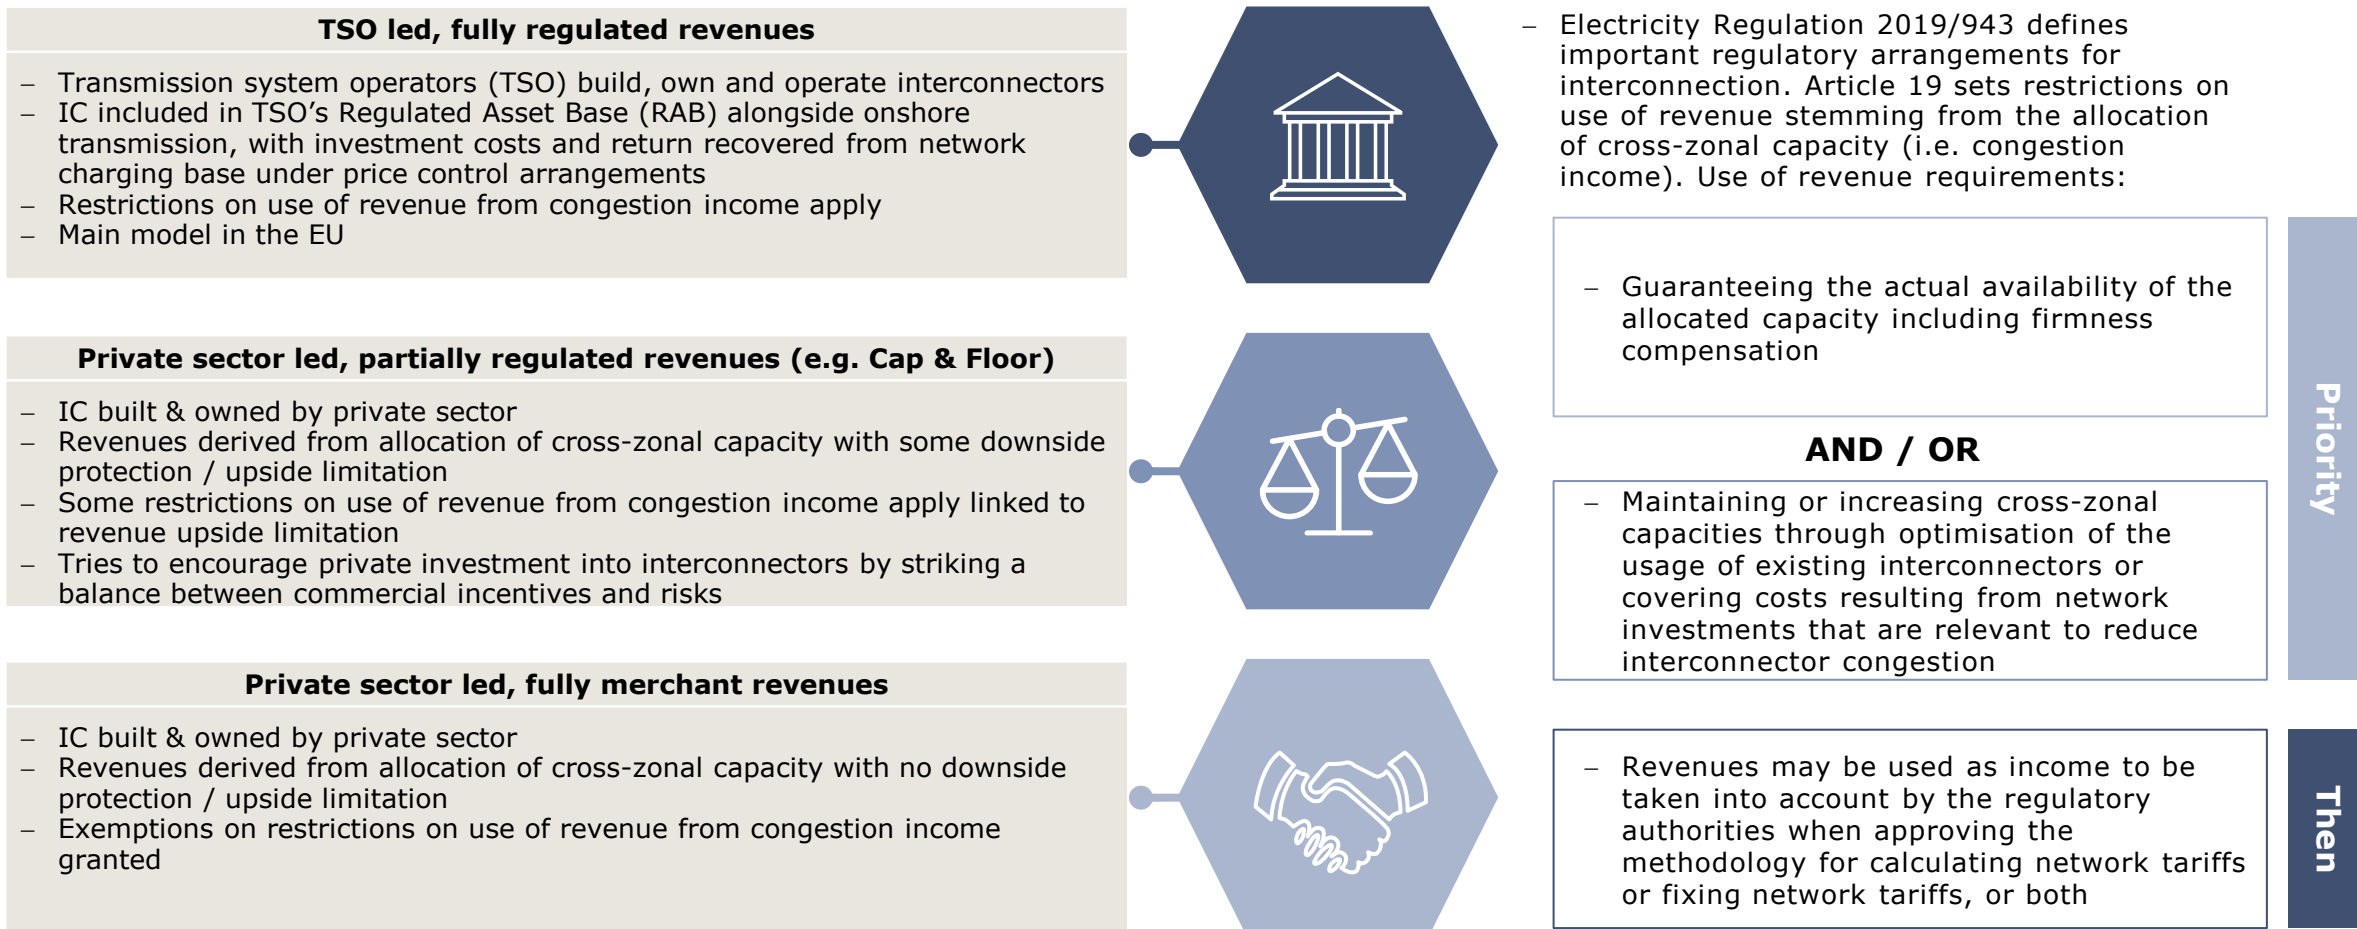 TSO led, fully regulated revenues
– Transmission system operators (TSO) build, own and operate interconnectors
– IC included in TSO’s Regulated Asset Base (RAB) alongside onshore
transmission, with investment costs and return recovered from network
charging base under price control arrangements
– Restrictions on use of revenue from congestion income apply
– Main model in the EU
Private sector led, partially regulated revenues (e.g. Cap & Floor)
– IC built & owned by private sector
– Revenues derived from allocation of cross-zonal capacity with some downside
protection / upside limitation
– Some restrictions on use of revenue from congestion income apply linked to
revenue upside limitation
– Tries to encourage private investment into interconnectors by striking a
balance between commercial incentives and risks
Private sector led, fully merchant revenues
– IC built & owned by private sector
– Revenues derived from allocation of cross-zonal capacity with no downside
protection / upside limitation
– Exemptions on restrictions on use of revenue from congestion income
granted
– Electricity Regulation 2019/943 defines
important regulatory arrangements for
interconnection. Article 19 sets restrictions on
use of revenue stemming from the allocation
of cross-zonal capacity (i.e. congestion
income). Use of revenue requirements:
– Guaranteeing the actual availability of the
allocated capacity including firmness
compensation
AND / OR
– Maintaining or increasing cross-zonal
capacities through optimisation of the
usage of existing interconnectors or
covering costs resulting from network
investments that are relevant to reduce
interconnector congestion
Priority
– Revenues may be used as income to be
taken into account by the regulatory
authorities when approving the
methodology for calculating network tariffs
or fixing network tariffs, or both
Then